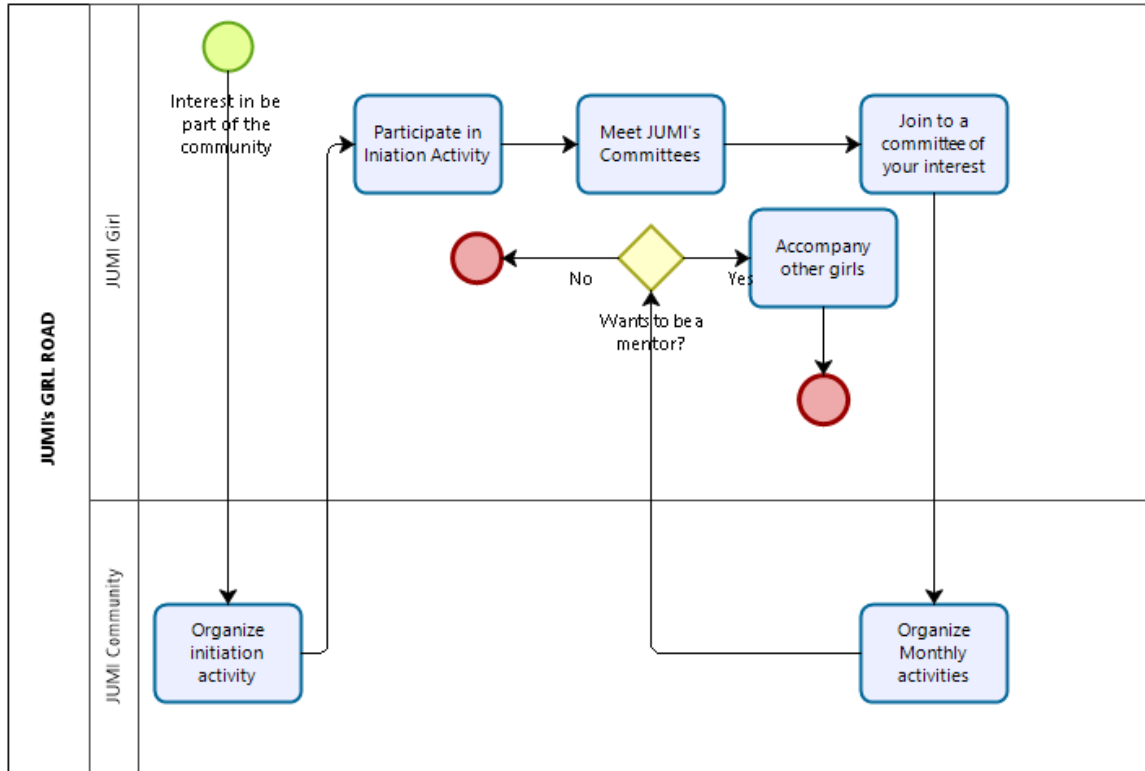 JUMI's GIRL ROAD
JUMI Girl
Interest in be
part of the
community
Participate in
Iniation Activity
Meet JUMI's
Committees
Join to a
committee of
your interest
No
Yes
Wants to be a
mentor?
Accompany
other girls
JUMI Community
Organize
initiation
activity
Organize
Monthly
activities